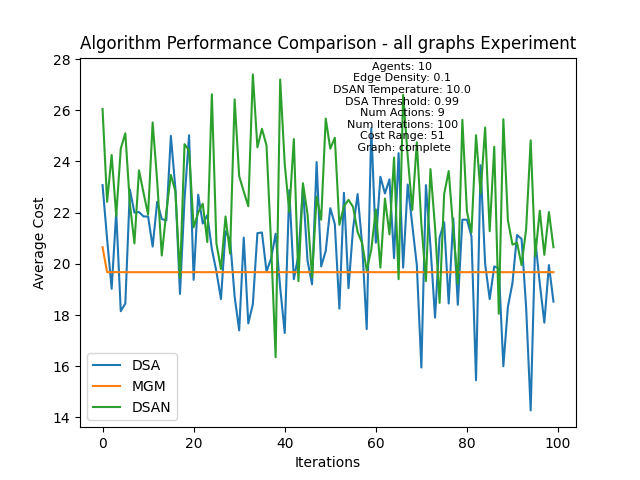 Algorithm Performance Comparison - all graphs Experiment
Agents: 10
Edge Density: 0.1
DSAN Temperature: 10.0
DSA Threshold: 0.99
Num Actions: 9
Num Iterations: 100
Cost Range: 51
Graph: complete
Average Cost
28
26
24
22
20
18
16
14
DSA
MGM
DSAN
0 20 40 60 80 100
Iterations